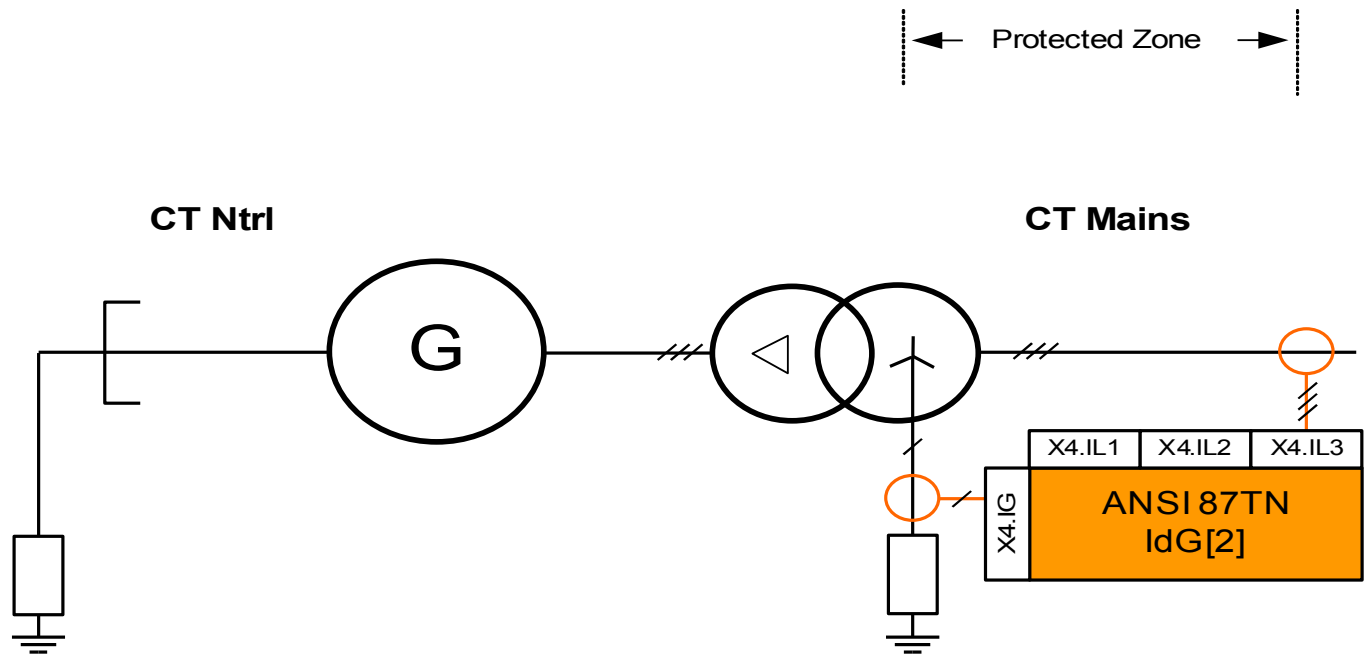 Protected Zone
CT Ntrl
CT Mains
G
X4.IL1
X4.IL2
X4.IL3
X4.IG
ANSI 87TN
IdG[2]